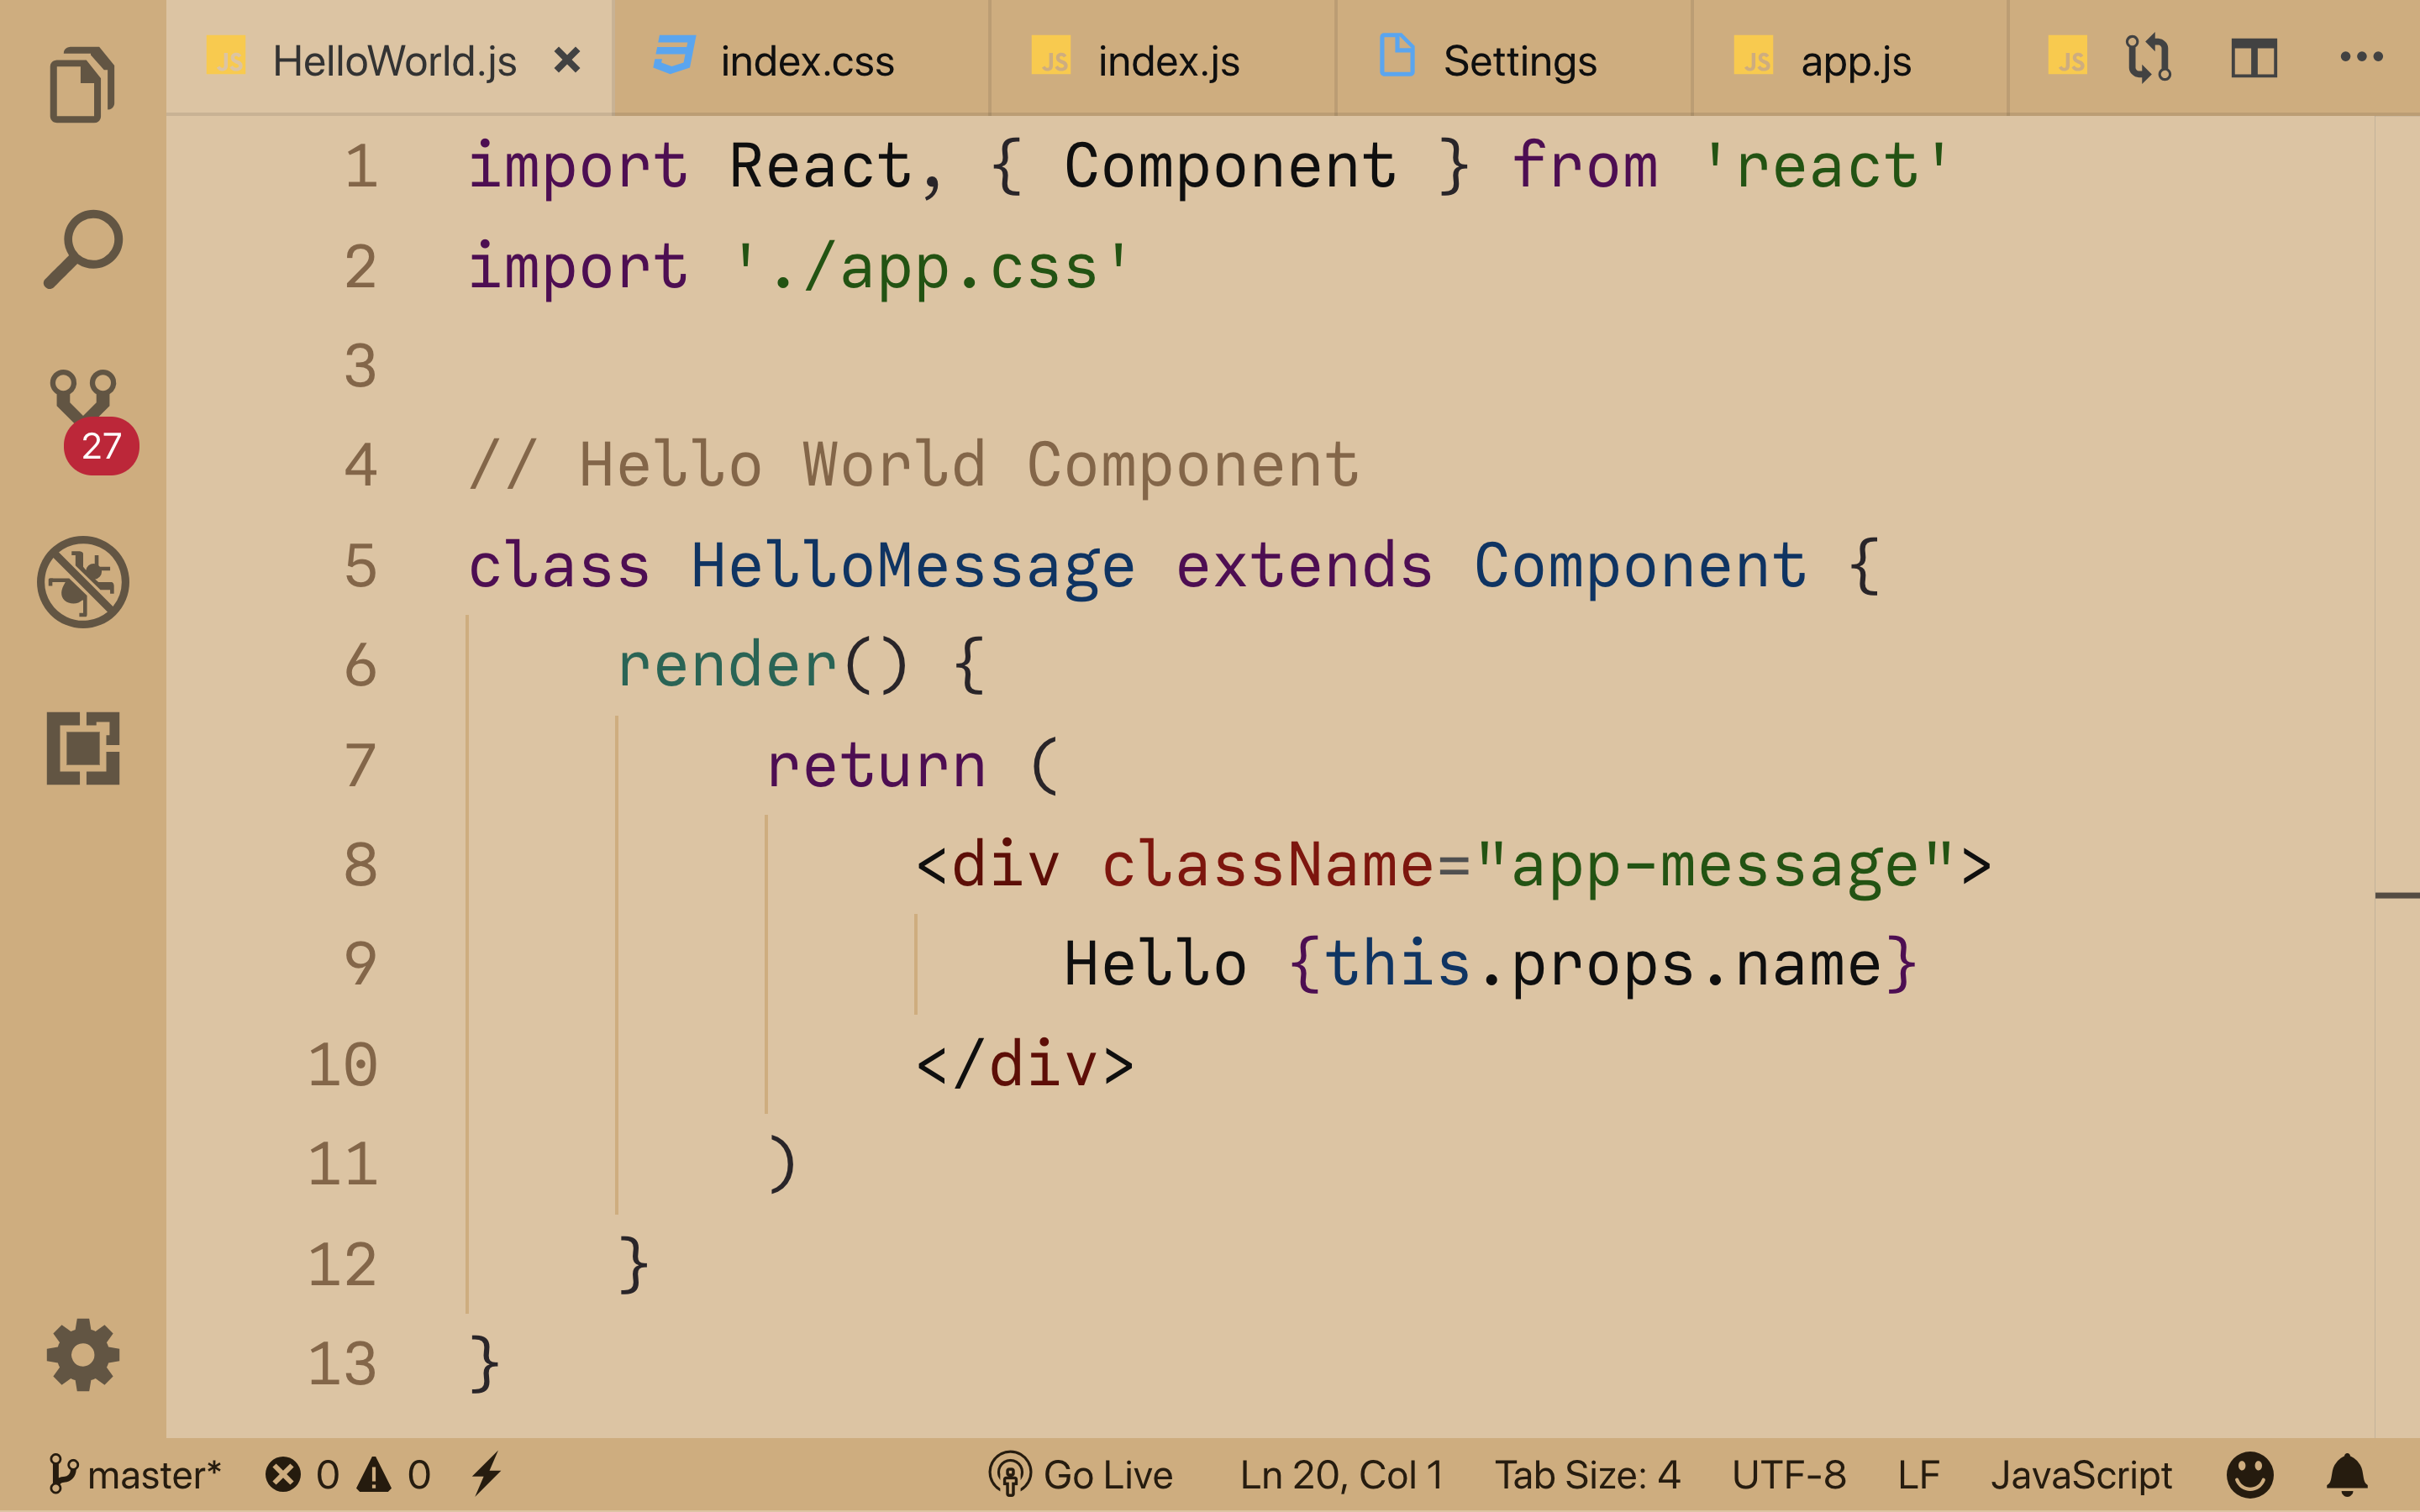 JS HelloWorld.js × index.css JS index.js Settings JS app.js JS
1 import React, { Component } from 'react'
2 import './app.css'
3
27
4 // Hello World Component
5 class HelloMessage extends Component {
6     render() {
7         return (
8             <div className="app-message">
9                 Hello {this.props.name}
10             </div>
11         )
12     }
13 }
master* 0 0 Go Live Ln 20, Col 1 Tab Size: 4 UTF-8 LF JavaScript